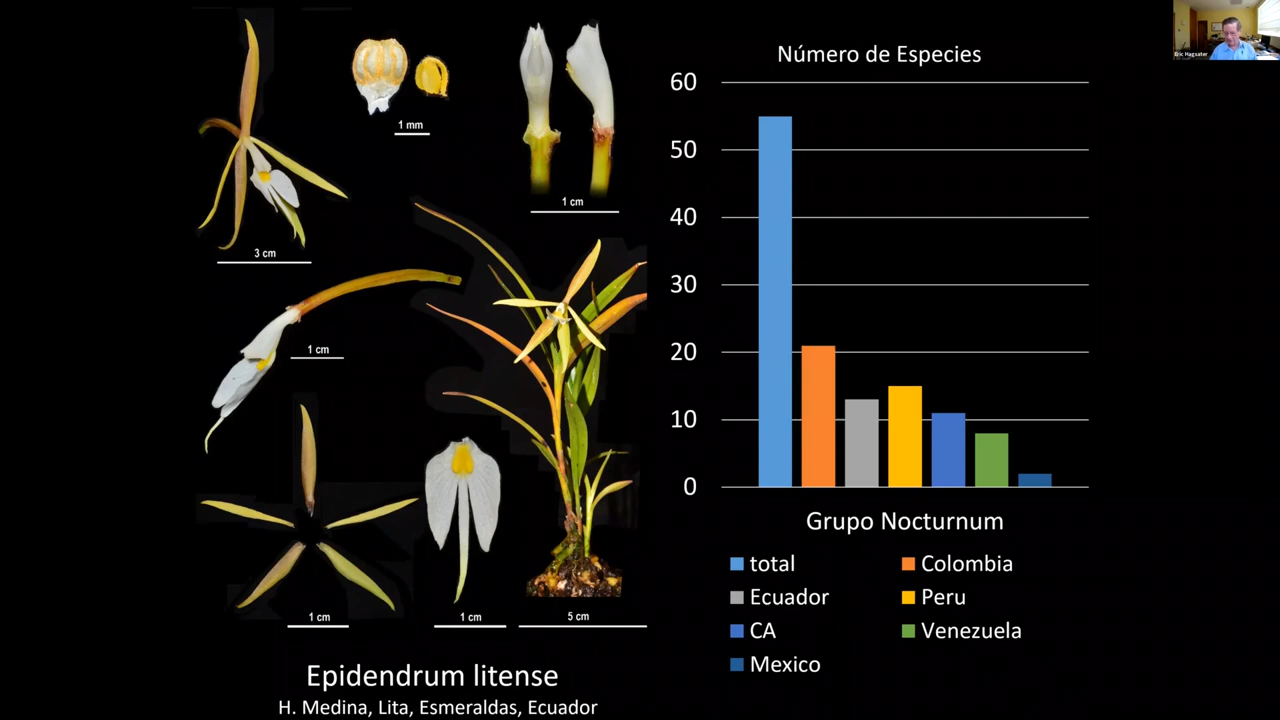 Eric Hagsater
1 mm
1 cm
3 cm
1 cm
1 cm
1 cm
5 cm
Epidendrum litense
H. Medina, Lita, Esmeraldas, Ecuador
Número de Especies
60
50
40
30
20
10
0
Grupo Nocturnum
total
Colombia
Ecuador
Peru
CA
Venezuela
Mexico